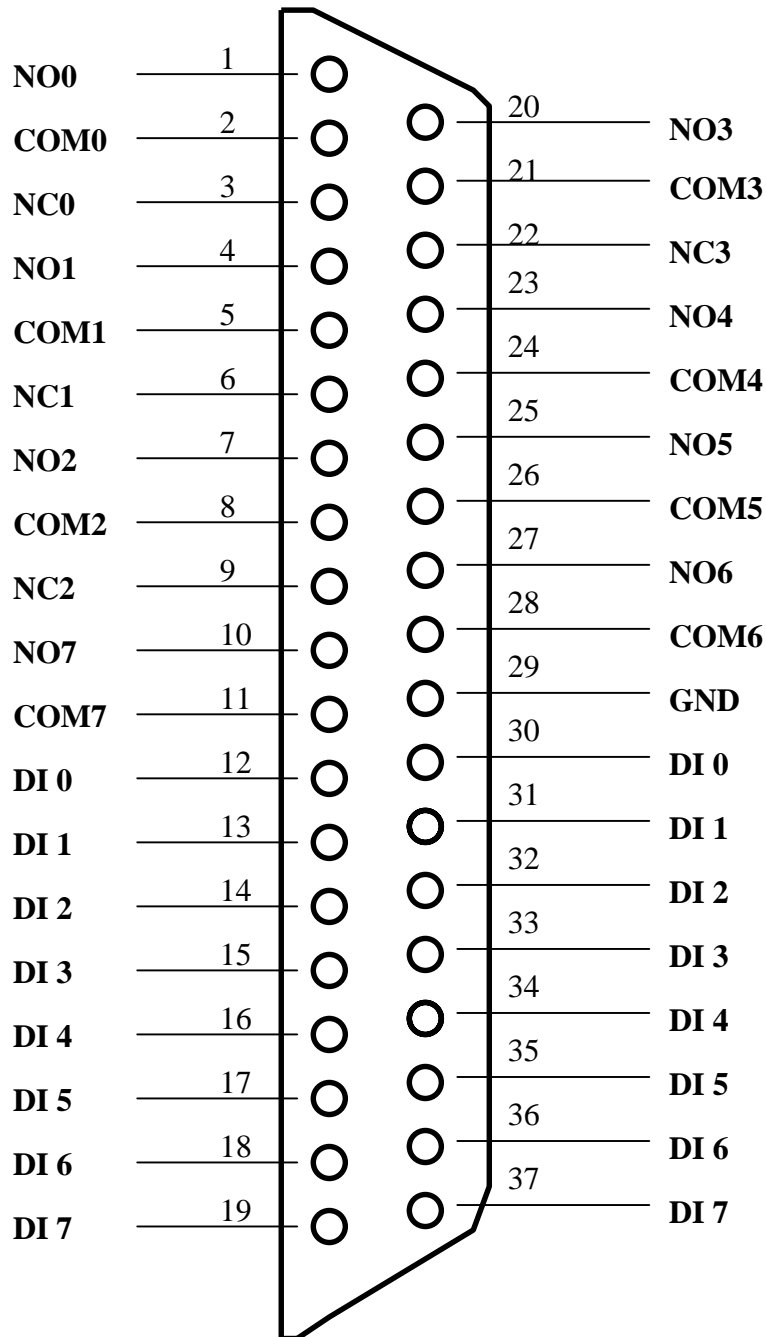 NO0 1
COM0 2
NC0 3
NO1 4
COM1 5
NC1 6
NO2 7
COM2 8
NC2 9
NO7 10
COM7 11
DI 0 12
DI 1 13
DI 2 14
DI 3 15
DI 4 16
DI 5 17
DI 6 18
DI 7 19
20 NO3
21 COM3
22 NC3
23 NO4
24 COM4
25 NO5
26 COM5
27 NO6
28 COM6
29 GND
30 DI 0
31 DI 1
32 DI 2
33 DI 3
34 DI 4
35 DI 5
36 DI 6
37 DI 7